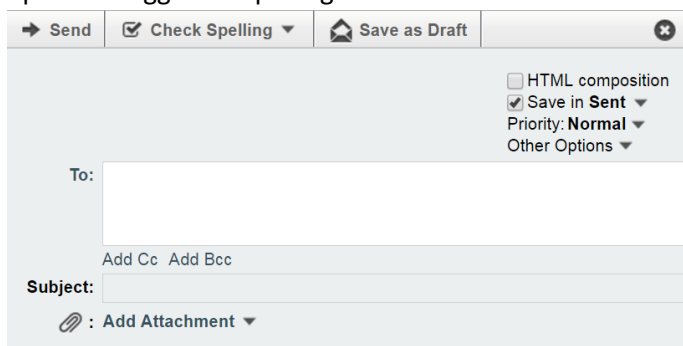 Send Check Spelling Save as Draft
HTML composition
Save in Sent
Priority: Normal
Other Options
To:
Add Cc Add Bcc
Subject:
: Add Attachment